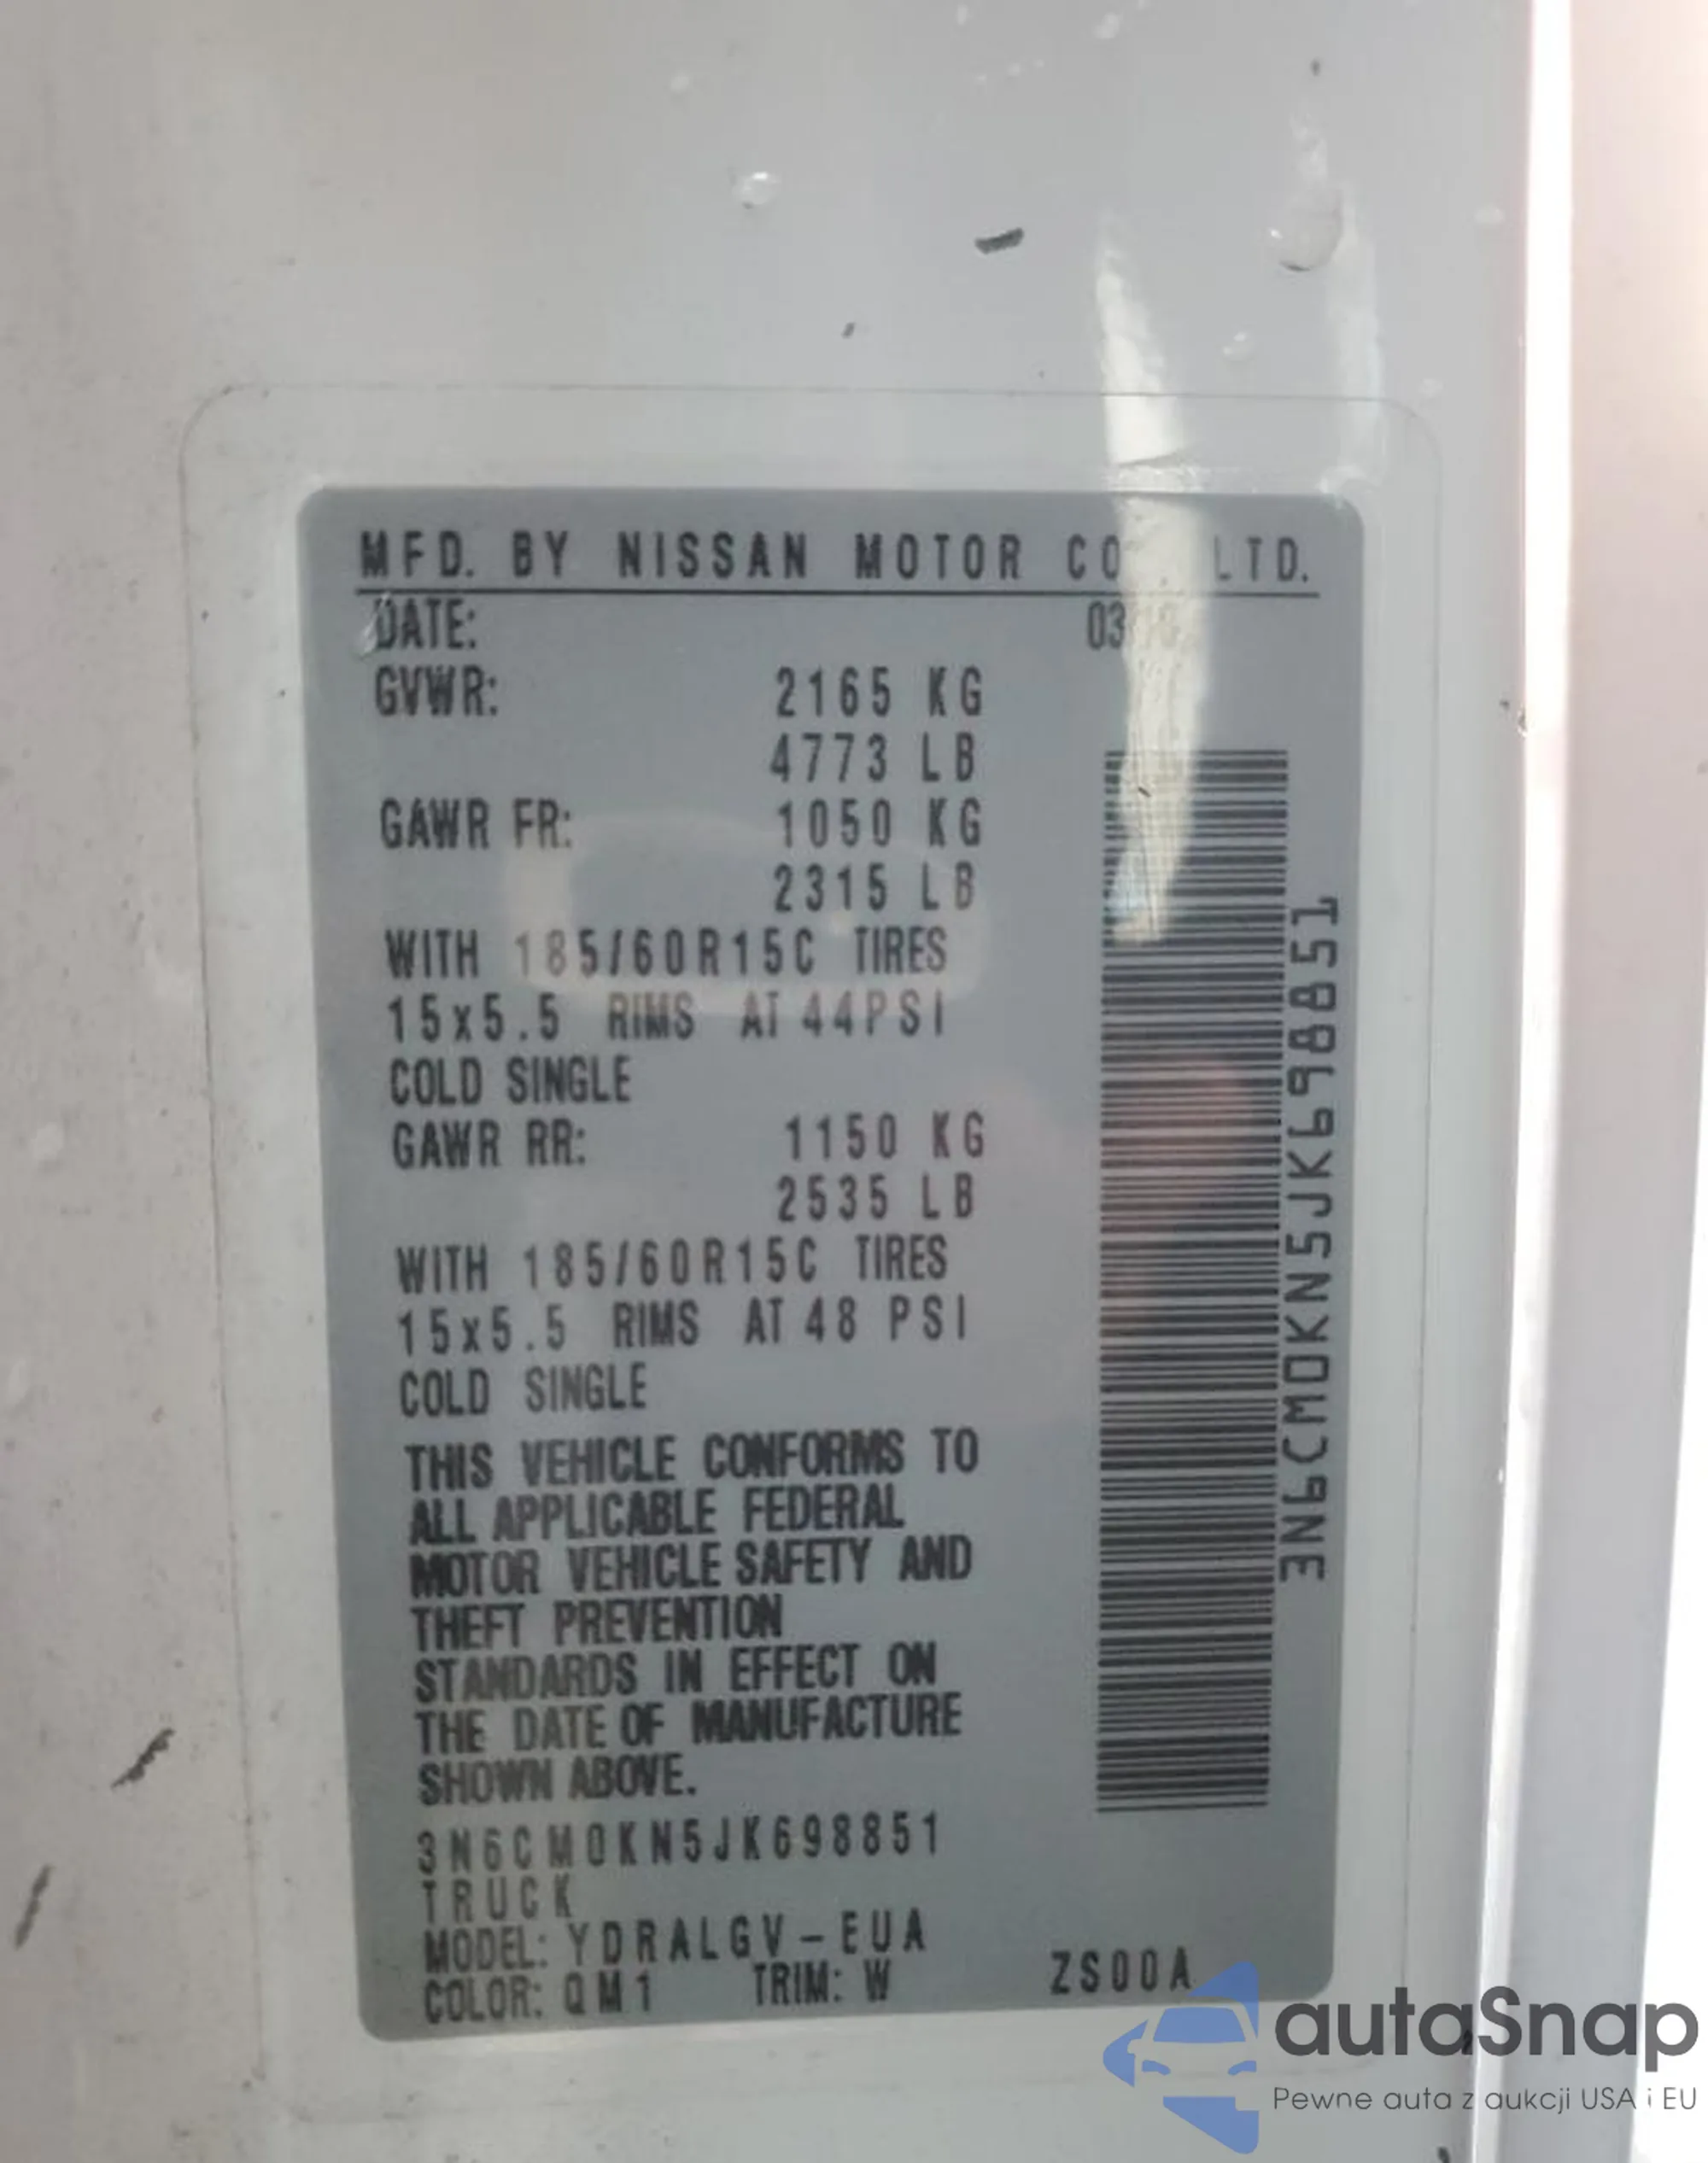 MFD. BY NISSAN MOTOR CO LTD.
DATE:
GVWR: 2165 KG
4773 LB
GAWR FR: 1050 KG
2315 LB
WITH 185/60R15C TIRES
15x5.5 RIMS AT 44PSI
COLD SINGLE
GAWR RR: 1150 KG
2535 LB
WITH 185/60R15C TIRES
15x5.5 RIMS AT 48 PSI
COLD SINGLE
THIS VEHICLE CONFORMS TO
ALL APPLICABLE FEDERAL
MOTOR VEHICLE SAFETY AND
THEFT PREVENTION
STANDARDS IN EFFECT ON
THE DATE OF MANUFACTURE
SHOWN ABOVE.
3N6CM0KN5JK698851
TRUCK
MODEL: YDRALGV-EUA
COLOR: QM1 TRIM: W ZS00A
3N6CM0KN5JK698851
autaSnap
Pewne auta z aukcji USA i EU